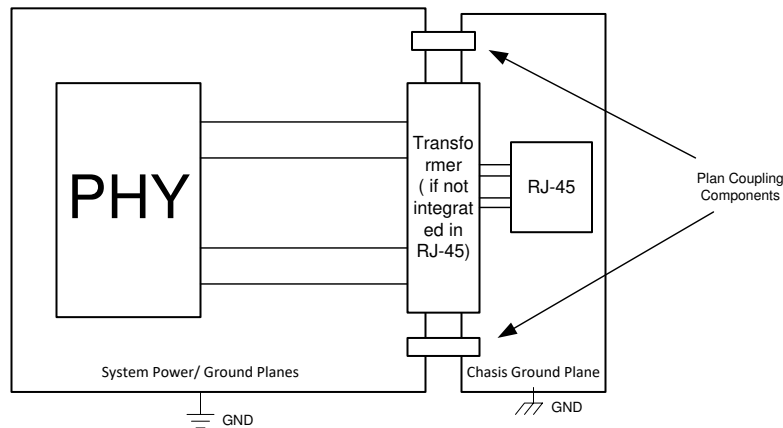 PHY
Transfo
rmer
( if not
integrat
ed in
RJ-45)
RJ-45
Plan Coupling
Components
System Power/ Ground Planes
Chasis Ground Plane
GND
GND